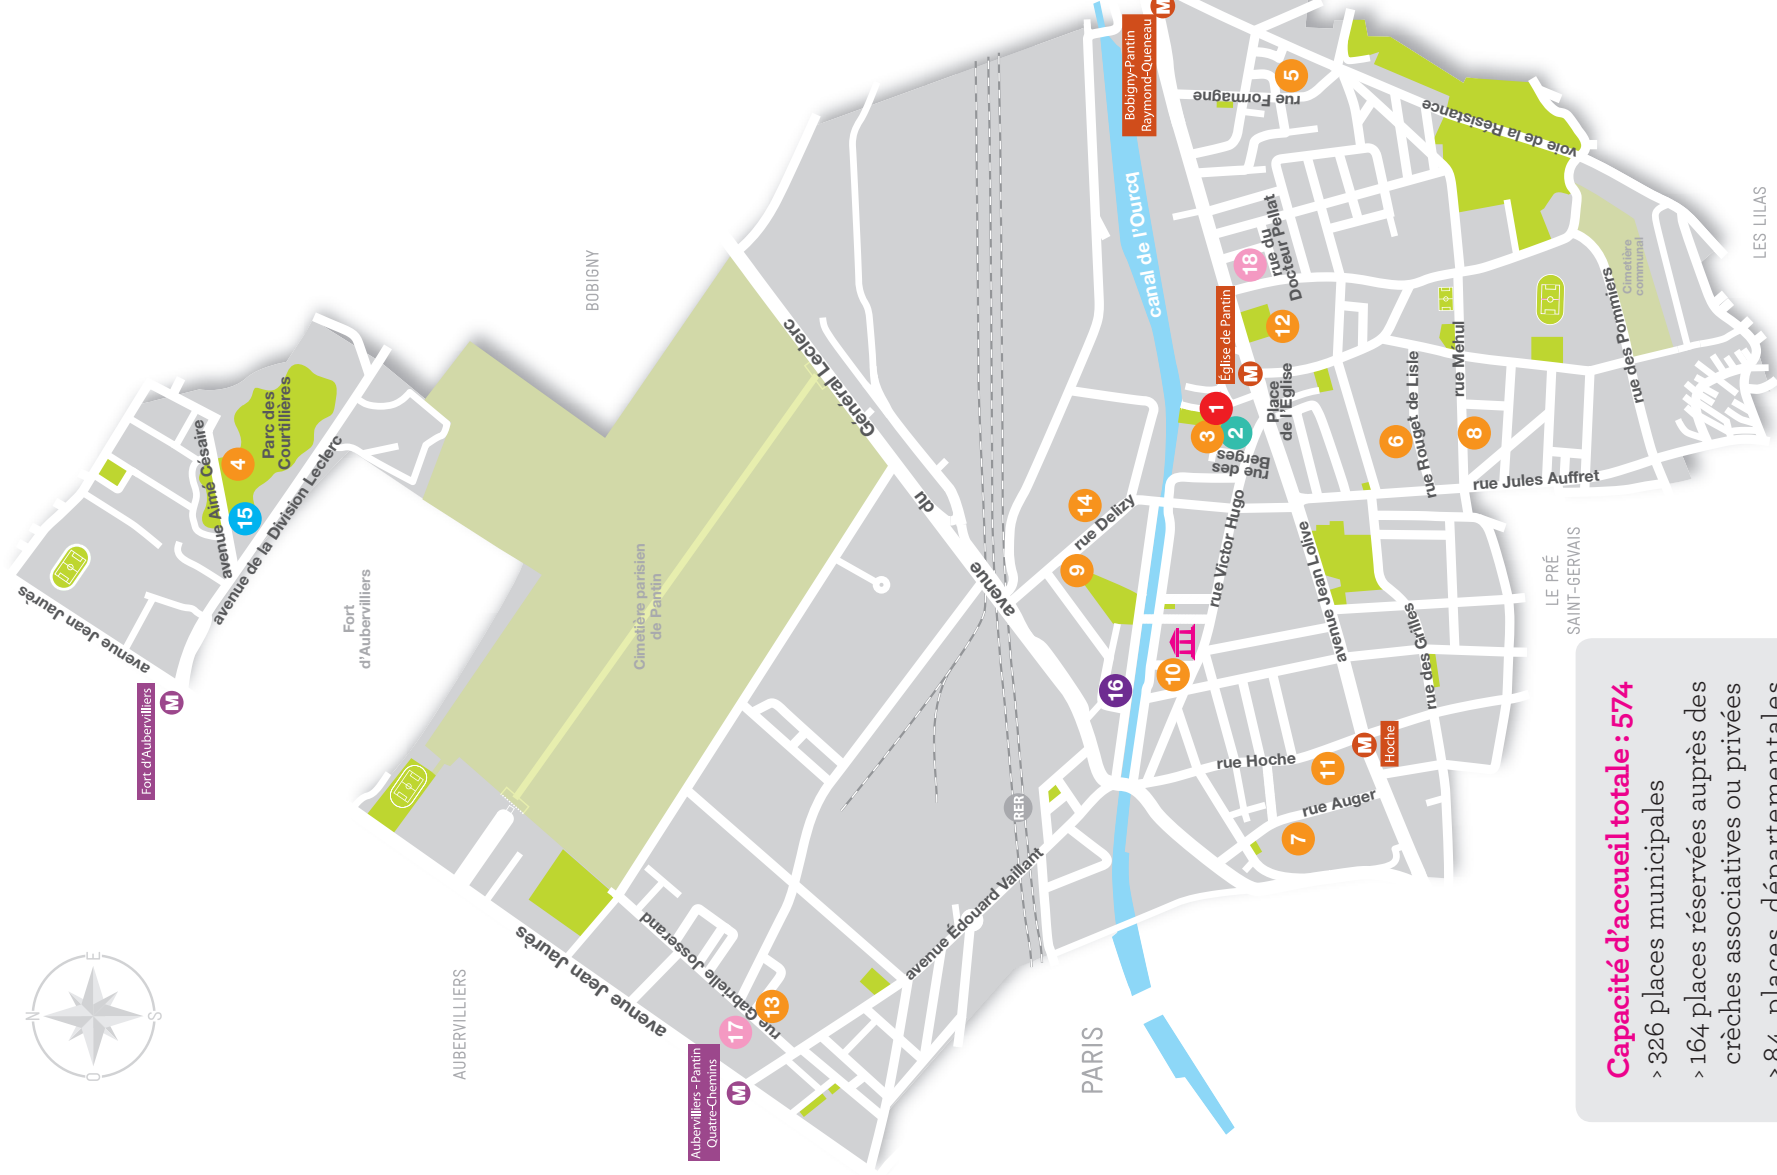 N
E
S
O
BOBIGNY
AUBERVILLIERS
PARIS
LES LILAS
LE PRÉ
SAINT-GERVAIS
Fort d'Aubervilliers
M
avenue Jean Jaurès
avenue Aimé Césaire
avenue de la Division Leclerc
Parc des
Courtillières
4
15
Fort
d'Aubervilliers
Cimetière parisien
de Pantin
avenue
du
Général Leclerc
avenue Jean Jaurès
rue Gabrielle Josserand
17
13
Aubervilliers - Pantin
Quatre-Chemins
M
avenue Édouard Vaillant
RER
canal de l'Ourcq
Bobigny-Pantin
Raymond-Queneau
M
rue Formagne
5
voie de la Résistance
rue du
Docteur Pellat
18
12
Église de Pantin
M
Place
de l'Église
1
2
3
rue des
Berges
14
rue Delizy
9
rue Victor Hugo
16
10
avenue Jean Lolive
rue des Grilles
rue Hoche
11
M
Hoche
rue Auger
7
6
rue Rouget de Lisle
8
rue Méhul
rue Jules Auffret
rue des Pommiers
Cimetière
communal
Capacité d'accueil totale : 574
> 326 places municipales
> 164 places réservées auprès des
crèches associatives ou privées
> 84 places départementales